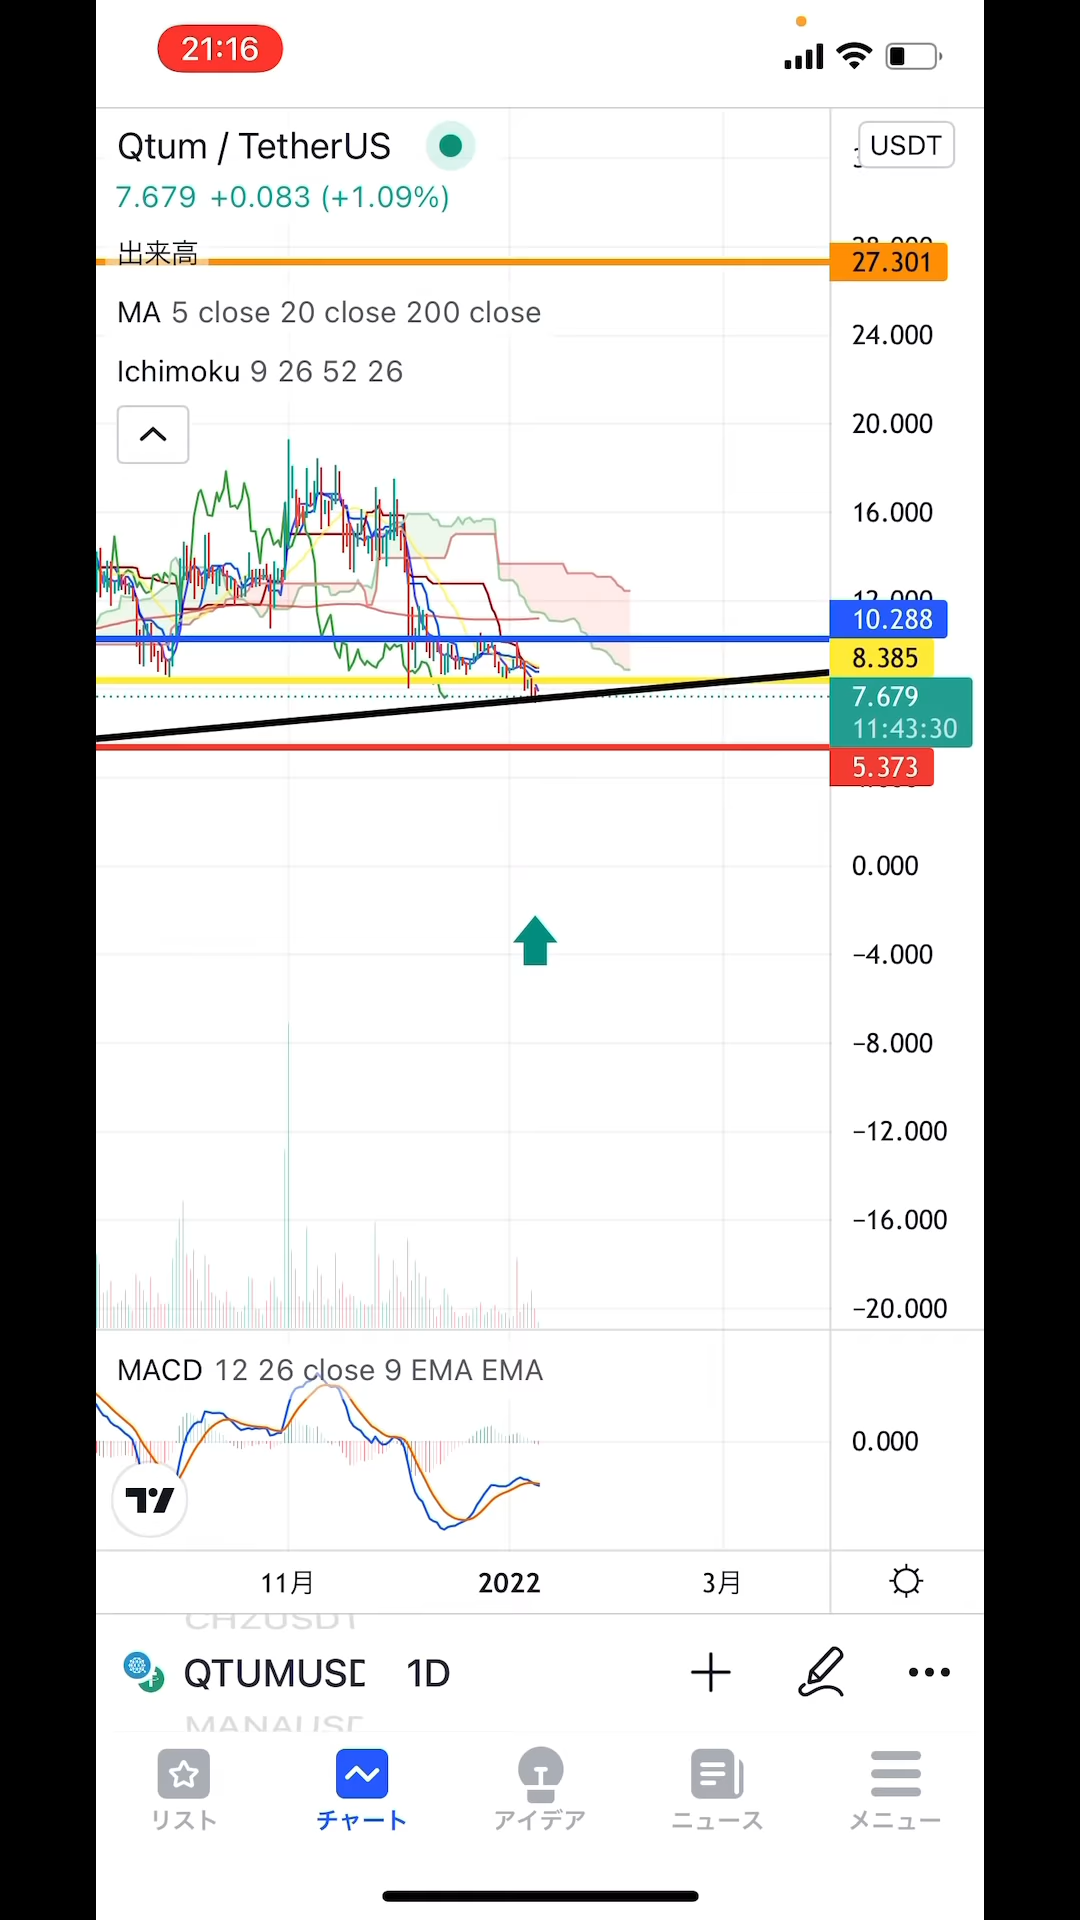 21:16
Qtum / TetherUS
USDT
7.679 +0.083 (+1.09%)
出来高
27.301
MA 5 close 20 close 200 close
24.000
Ichimoku 9 26 52 26
20.000
16.000
10.288
8.385
7.679
11:43:30
5.373
0.000
−4.000
−8.000
−12.000
−16.000
−20.000
MACD 12 26 close 9 EMA EMA
0.000
11月 2022 3月
CHZUSDT
QTUMUSD 1D
MANAUSD
リスト チャート アイデア ニュース メニュー